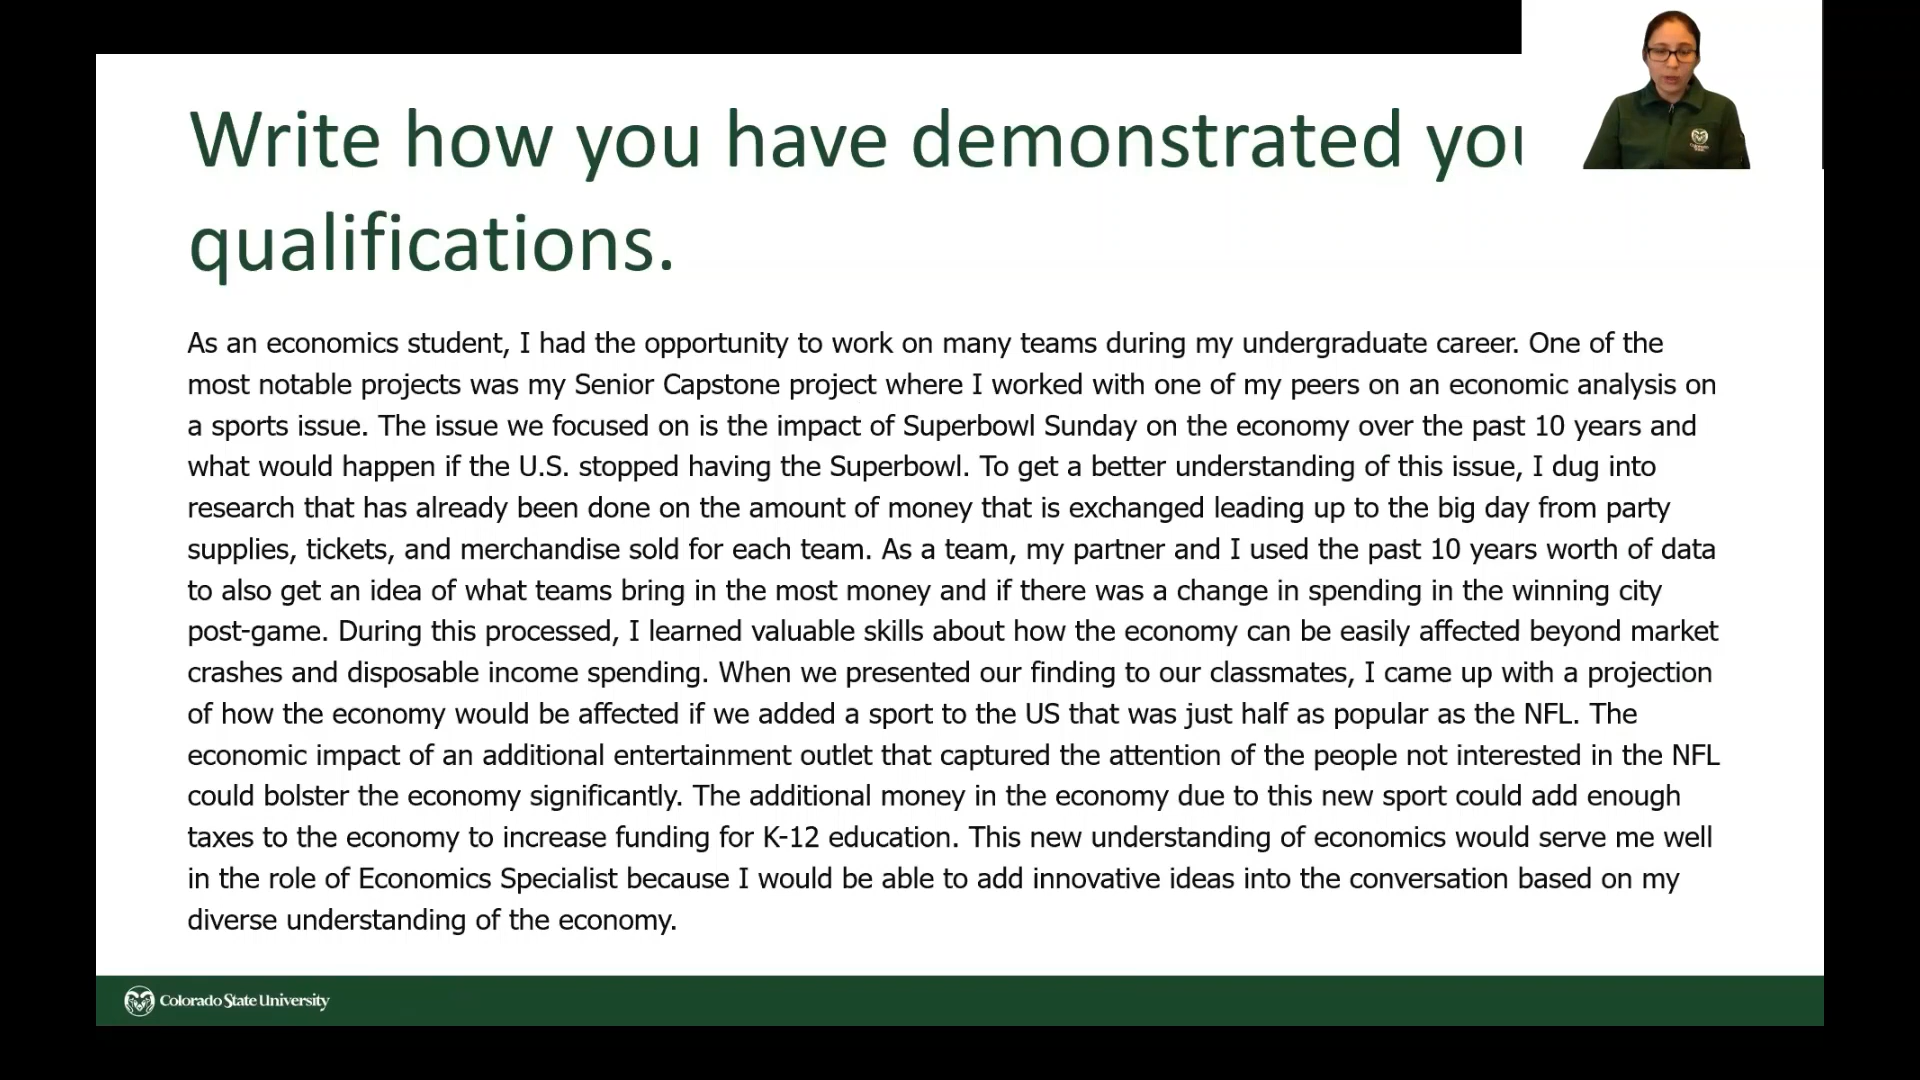 Write how you have demonstrated you
qualifications.
As an economics student, I had the opportunity to work on many teams during my undergraduate career. One of the
most notable projects was my Senior Capstone project where I worked with one of my peers on an economic analysis on
a sports issue. The issue we focused on is the impact of Superbowl Sunday on the economy over the past 10 years and
what would happen if the U.S. stopped having the Superbowl. To get a better understanding of this issue, I dug into
research that has already been done on the amount of money that is exchanged leading up to the big day from party
supplies, tickets, and merchandise sold for each team. As a team, my partner and I used the past 10 years worth of data
to also get an idea of what teams bring in the most money and if there was a change in spending in the winning city
post-game. During this processed, I learned valuable skills about how the economy can be easily affected beyond market
crashes and disposable income spending. When we presented our finding to our classmates, I came up with a projection
of how the economy would be affected if we added a sport to the US that was just half as popular as the NFL. The
economic impact of an additional entertainment outlet that captured the attention of the people not interested in the NFL
could bolster the economy significantly. The additional money in the economy due to this new sport could add enough
taxes to the economy to increase funding for K-12 education. This new understanding of economics would serve me well
in the role of Economics Specialist because I would be able to add innovative ideas into the conversation based on my
diverse understanding of the economy.
Colorado State University